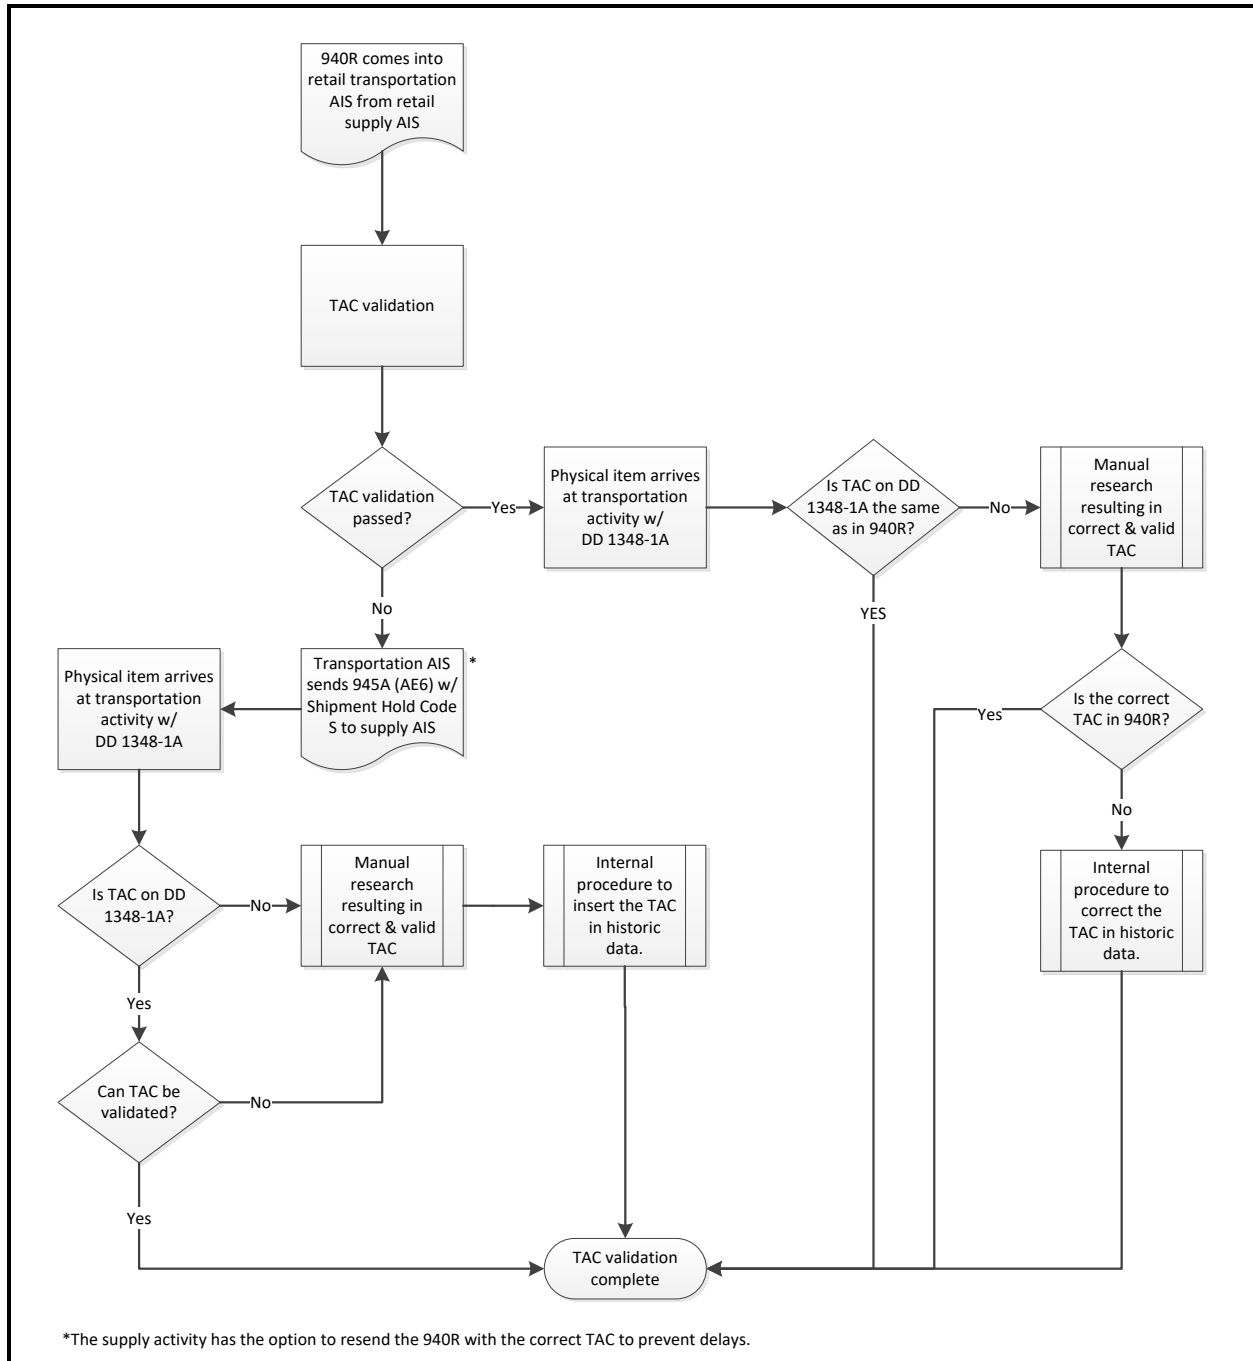 940R comes into
retail transportation
AIS from retail
supply AIS
TAC validation
TAC validation
passed?
Yes
Physical item arrives
at transportation
activity w/
DD 1348-1A
Is TAC on DD
1348-1A the same
as in 940R?
No
Manual
research
resulting in
correct & valid
TAC
No
YES
Transportation AIS
sends 945A (AE6) w/
Shipment Hold Code
S to supply AIS
*
Physical item arrives
at transportation
activity w/
DD 1348-1A
Is the correct
TAC in 940R?
Yes
No
Is TAC on DD
1348-1A?
No
Manual
research
resulting in
correct & valid
TAC
Internal
procedure to
insert the TAC
in historic
data.
Internal
procedure to
correct the
TAC in historic
data.
Yes
Can TAC be
validated?
No
Yes
TAC validation
complete
*The supply activity has the option to resend the 940R with the correct TAC to prevent delays.